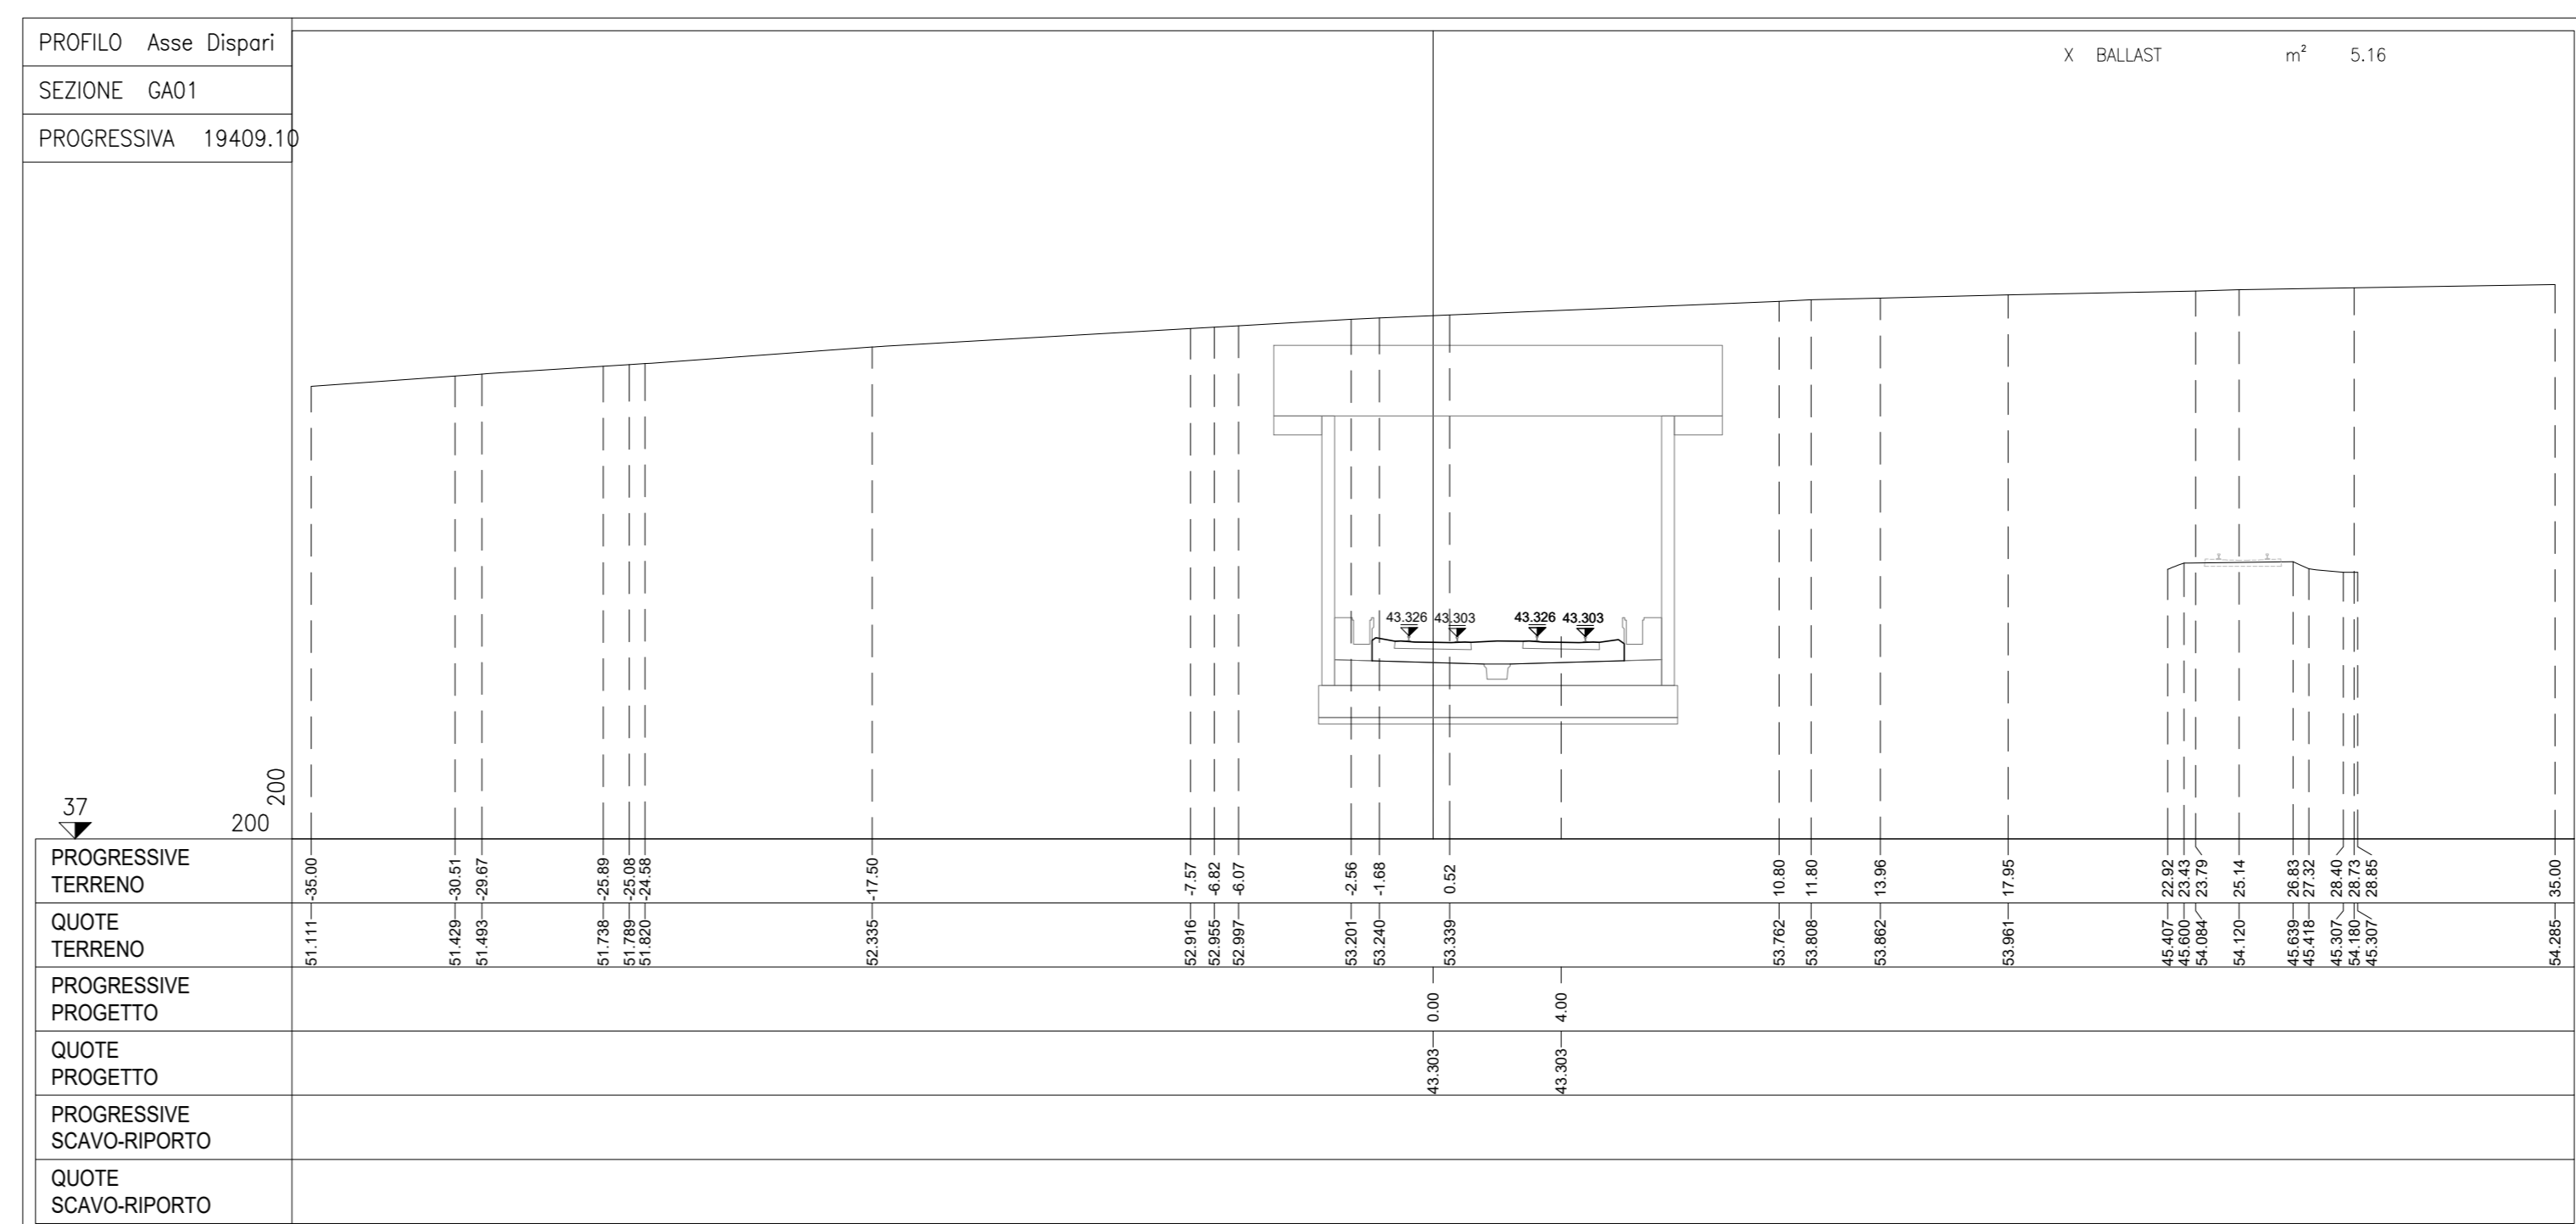 PROFILO Asse Dispari
SEZIONE GA01
PROGRESSIVA 19409.10
X BALLAST m² 5.16
43.326 43.303 43.326 43.303
37
200
200
PROGRESSIVE
TERRENO
-35.00 -30.51 -29.67 -25.89 -25.08 -24.58 -17.50 -7.57 -6.82 -6.07 -2.56 -1.68 0.52 10.80 11.80 13.96 17.95 22.92 23.43 23.79 25.14 26.83 27.32 28.40 28.73 28.85 35.00
QUOTE
TERRENO
51.111 51.429 51.493 51.738 51.789 51.820 52.335 52.916 52.955 52.997 53.201 53.240 53.339 53.762 53.808 53.862 53.961 45.407 45.600 54.084 54.120 45.639 45.418 45.307 54.180 45.307 54.285
PROGRESSIVE
PROGETTO
0.00 4.00
QUOTE
PROGETTO
43.303 43.303
PROGRESSIVE
SCAVO-RIPORTO
QUOTE
SCAVO-RIPORTO